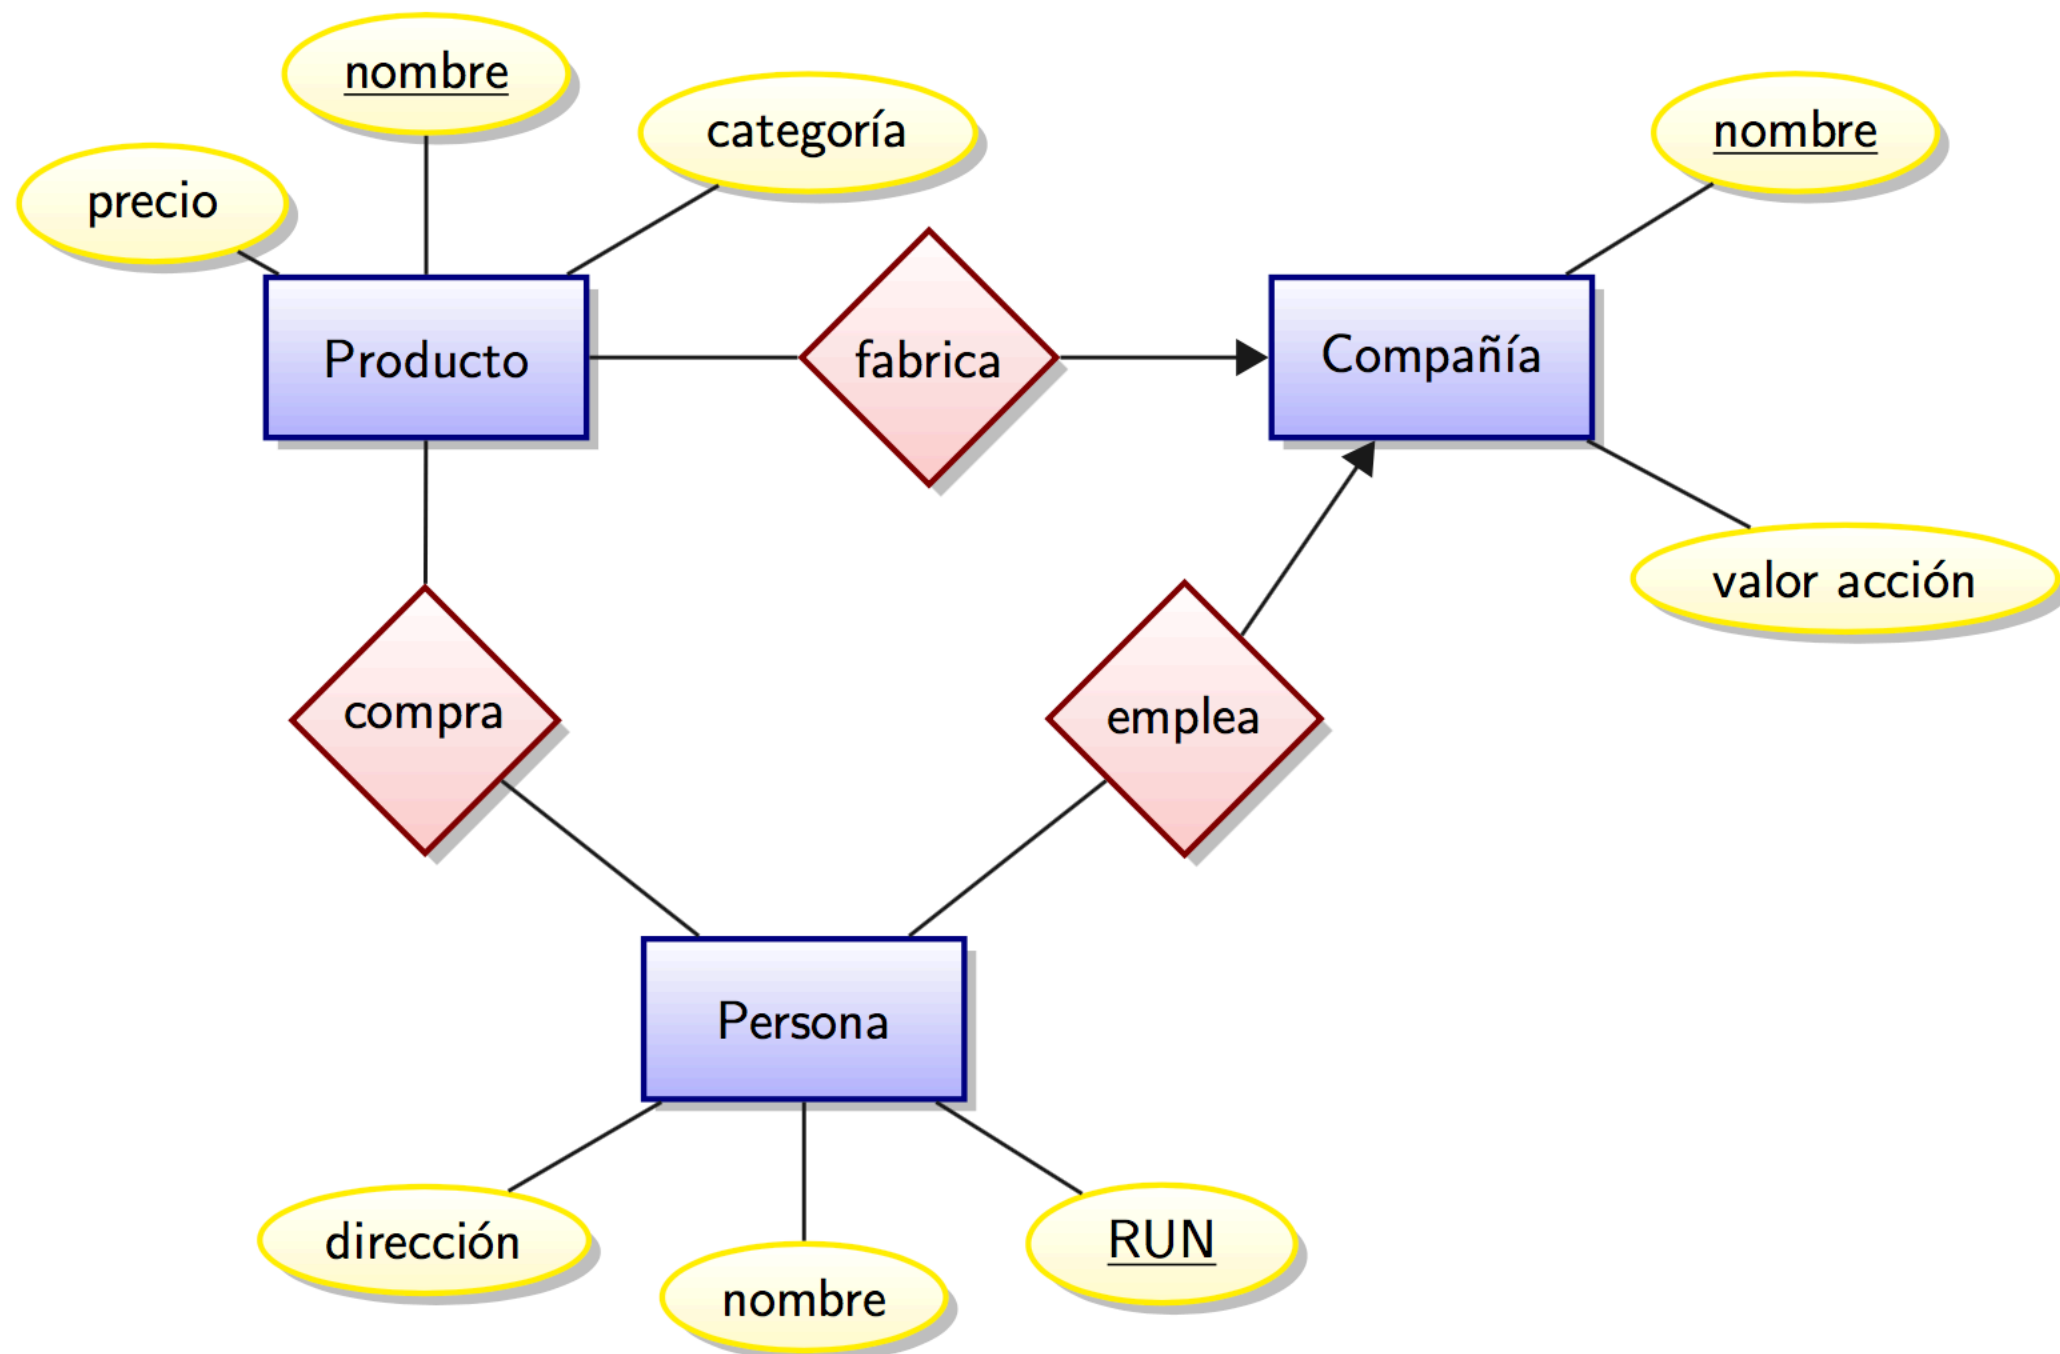 nombre
categoría
nombre
precio
Producto
fabrica
Compañía
valor acción
compra
emplea
Persona
dirección
nombre
RUN